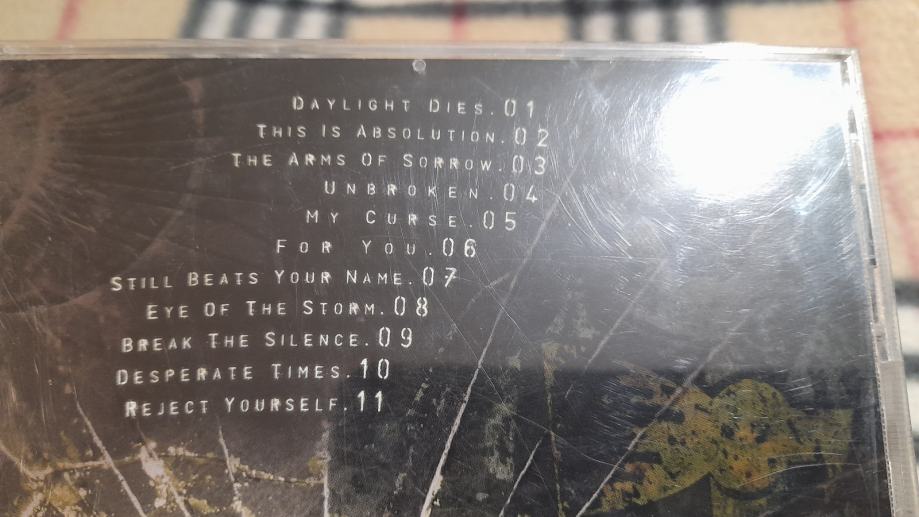 Daylight Dies.01
This Is Absolution.02
The Arms Of Sorrow.03
Unbroken.04
My Curse.05
For You.06
Still Beats Your Name.07
Eye Of The Storm.08
Break The Silence.09
Desperate Times.10
Reject Yourself.11